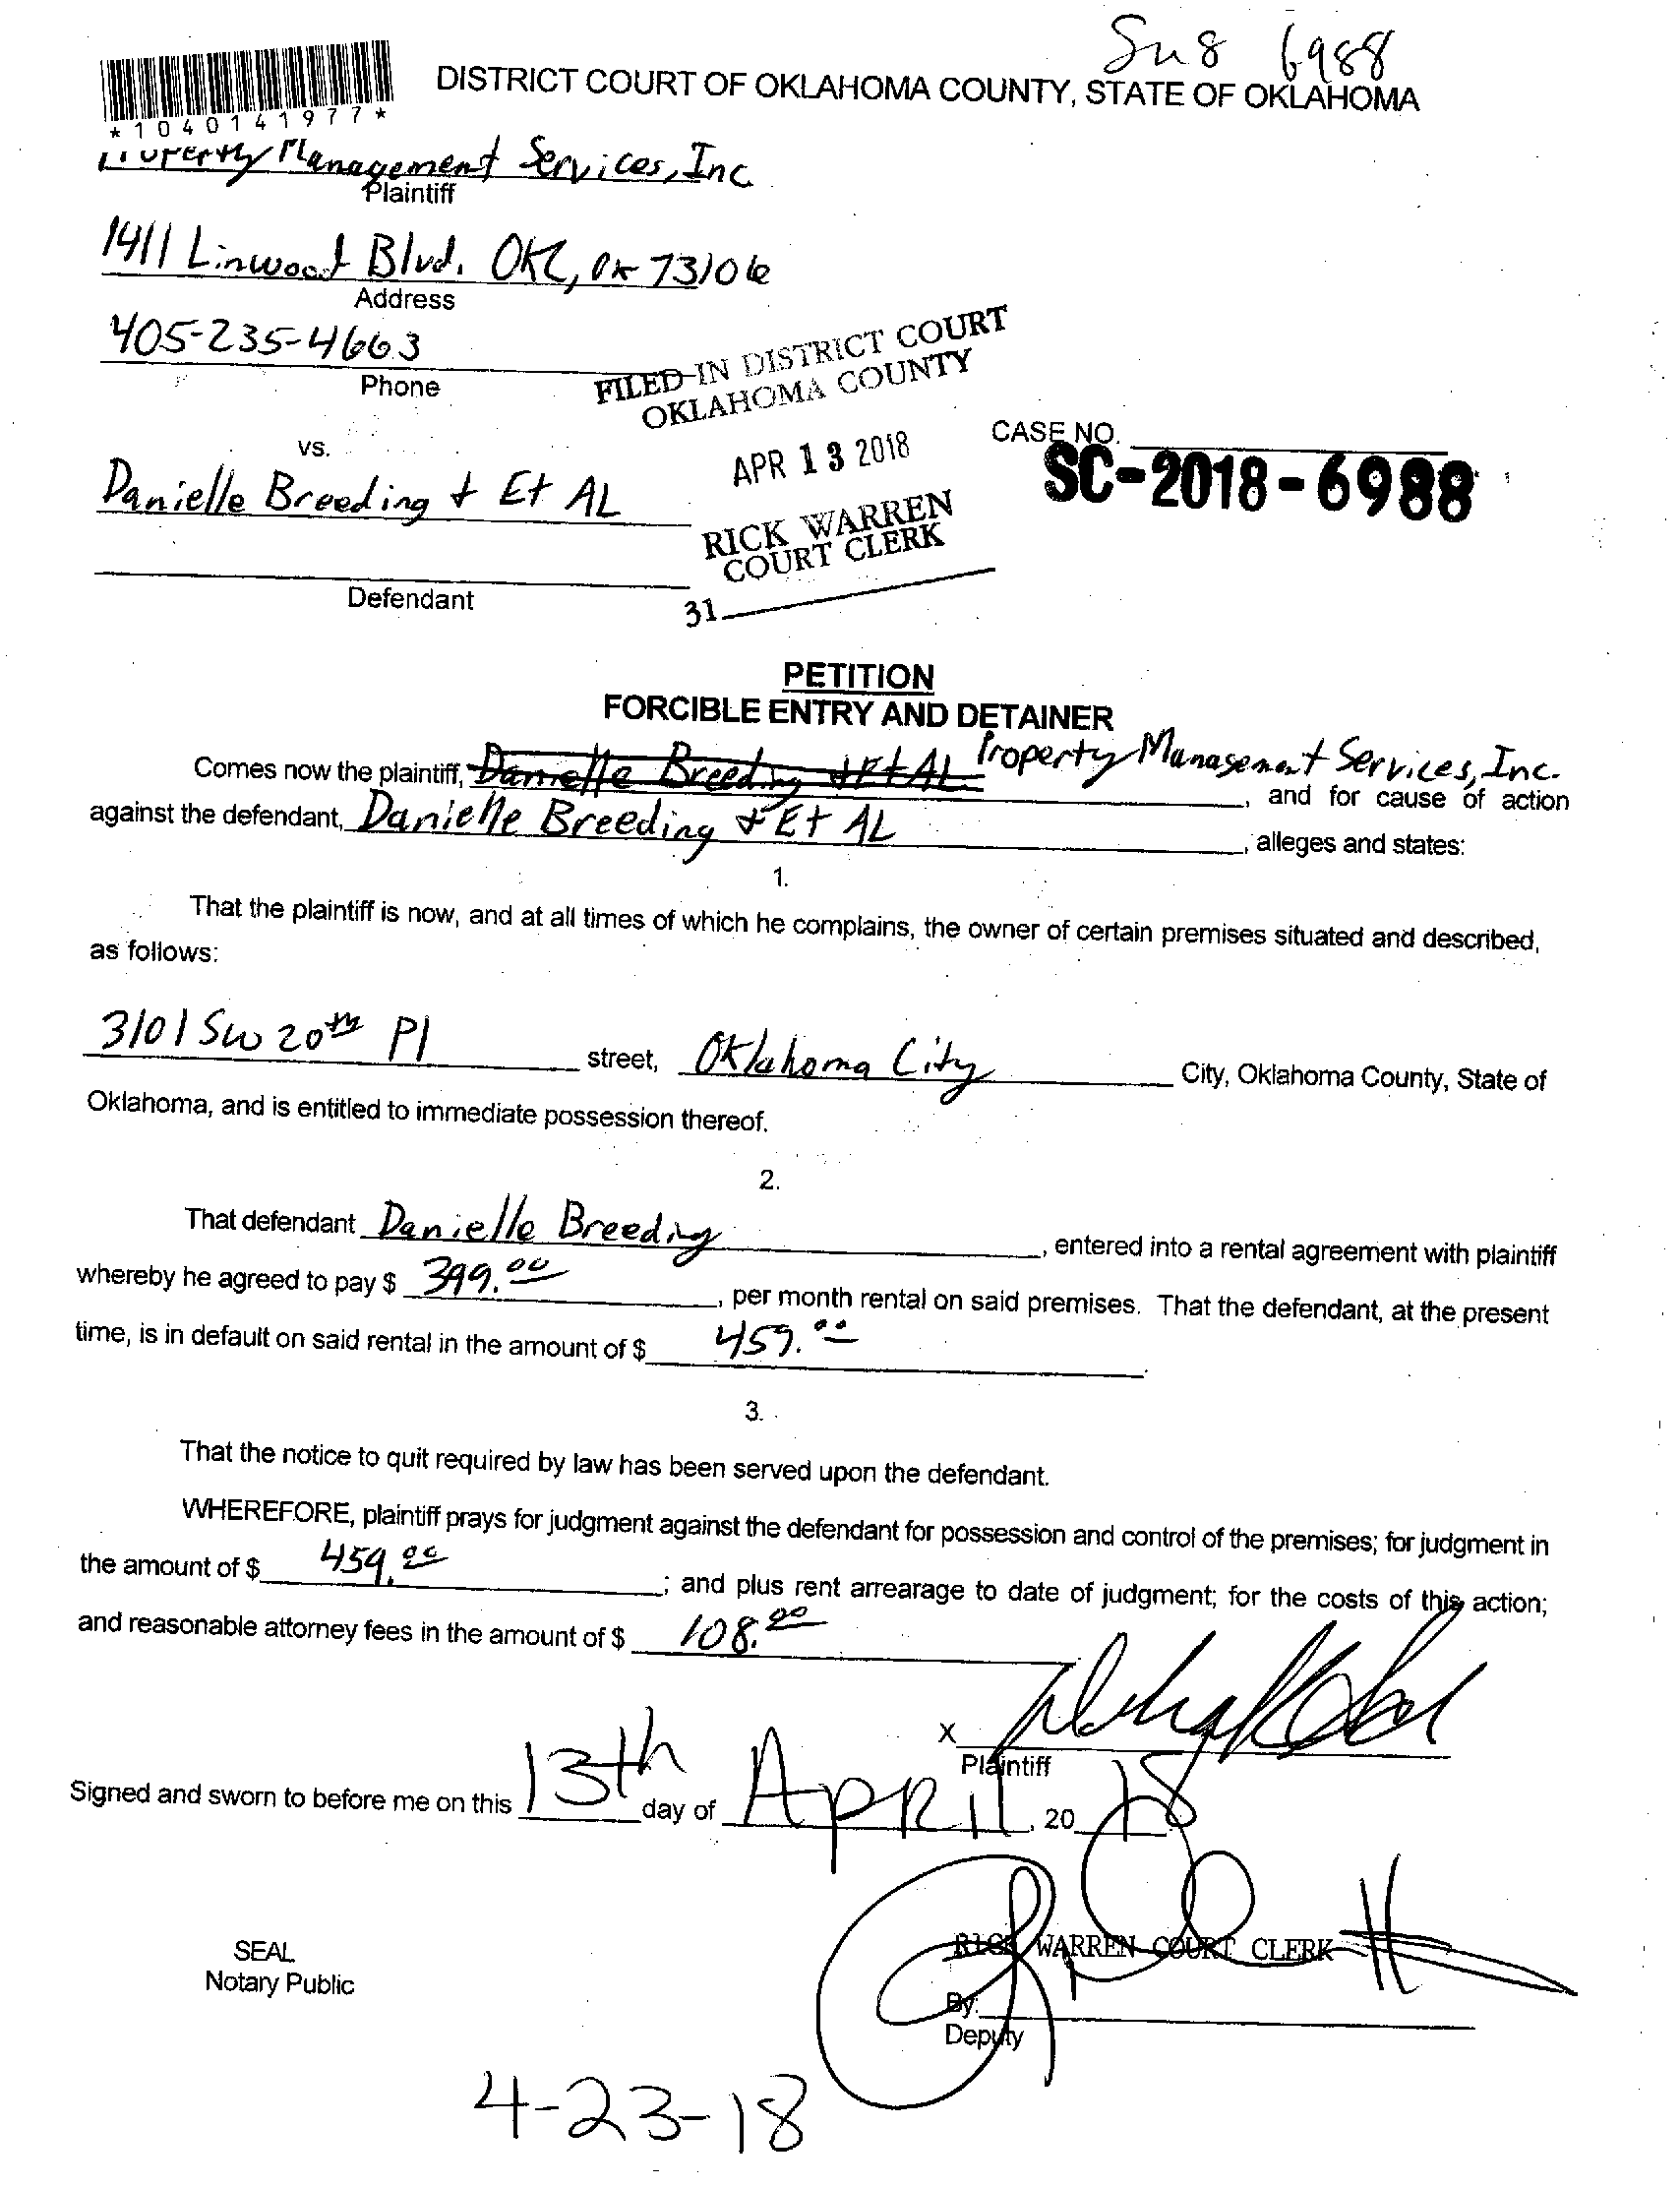 Sn 8 6988
DISTRICT COURT OF OKLAHOMA COUNTY, STATE OF OKLAHOMA
*1040141977*
Property Management Services, Inc
Plaintiff
1411 Linwood Blvd. OKC, OK 73106
Address
405-235-4663
Phone
FILED IN DISTRICT COURT
OKLAHOMA COUNTY
APR 13 2018
RICK WARREN
COURT CLERK
31
CASE NO.
SC-2018-6988
vs.
Danielle Breeding + Et AL
Defendant
PETITION
FORCIBLE ENTRY AND DETAINER
Comes now the plaintiff, Danielle Breeding + Et AL Property Management Services, Inc.
, and for cause of action
against the defendant, Danielle Breeding + Et AL , alleges and states:
1.
That the plaintiff is now, and at all times of which he complains, the owner of certain premises situated and described,
as follows:
3101 SW 20th Pl street, Oklahoma City City, Oklahoma County, State of
Oklahoma, and is entitled to immediate possession thereof.
2.
That defendant Danielle Breeding , entered into a rental agreement with plaintiff
whereby he agreed to pay $ 399.00 , per month rental on said premises. That the defendant, at the present
time, is in default on said rental in the amount of $ 459.00 .
3.
That the notice to quit required by law has been served upon the defendant.
WHEREFORE, plaintiff prays for judgment against the defendant for possession and control of the premises; for judgment in
the amount of $ 459.00 ; and plus rent arrearage to date of judgment; for the costs of this action;
and reasonable attorney fees in the amount of $ 108.00
X
Plaintiff
Signed and sworn to before me on this 13th day of APRIL, 20 18
SEAL
Notary Public
RICK WARREN COURT CLERK
By:
Deputy
4-23-18